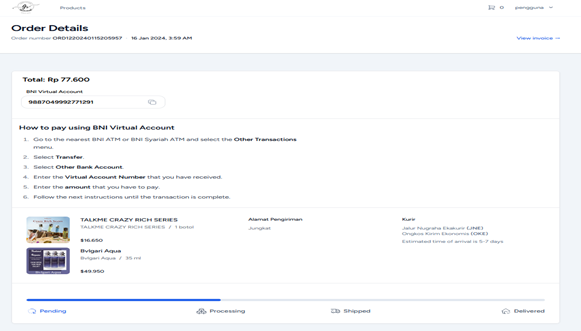 Products
0
pengguna
Order Details
Order number ORD1220240115205957 · 16 Jan 2024, 3:59 AM
View invoice →
Total: Rp 77.600
BNI Virtual Account
9887049992771291
How to pay using BNI Virtual Account
1. Go to the nearest BNI ATM or BNI Syariah ATM and select the Other Transactions
menu.
2. Select Transfer.
3. Select Other Bank Account.
4. Enter the Virtual Account Number that you have received.
5. Enter the amount that you have to pay.
6. Follow the next instructions until the transaction is complete.
TALKME CRAZY RICH SERIES
TALKME CRAZY RICH SERIES / 1 botol
$16.650
Bvlgari Aqua
Bvlgari Aqua / 35 ml
$49.950
Alamat Pengiriman
Jungkat
Kurir
Jalur Nugraha Ekakurir (JNE)
Ongkos Kirim Ekonomis (OKE)
Estimated time of arrival is 5-7 days
Pending
Processing
Shipped
Delivered